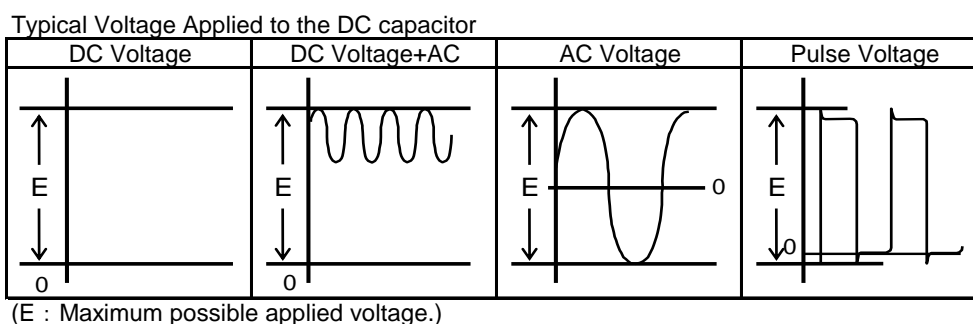 Typical Voltage Applied to the DC capacitor
DC Voltage DC Voltage+AC AC Voltage Pulse Voltage
E E E E
0 0 0 0
(E：Maximum possible applied voltage.)